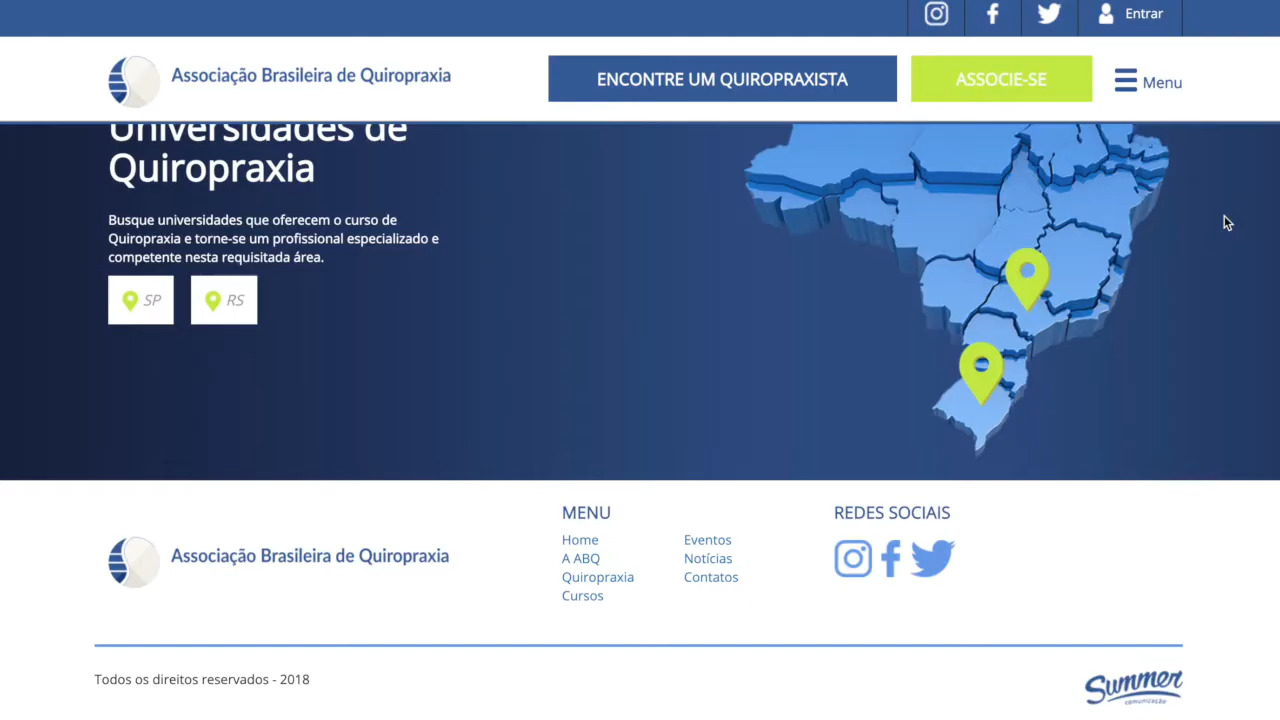 Entrar
Associação Brasileira de Quiropraxia
ENCONTRE UM QUIROPRAXISTA
ASSOCIE-SE
Menu
Universidades de
Quiropraxia
Busque universidades que oferecem o curso de
Quiropraxia e torne-se um profissional especializado e
competente nesta requisitada área.
SP
RS
Associação Brasileira de Quiropraxia
MENU
Home
A ABQ
Quiropraxia
Cursos
Eventos
Notícias
Contatos
REDES SOCIAIS
Todos os direitos reservados - 2018
Summer
comunicação